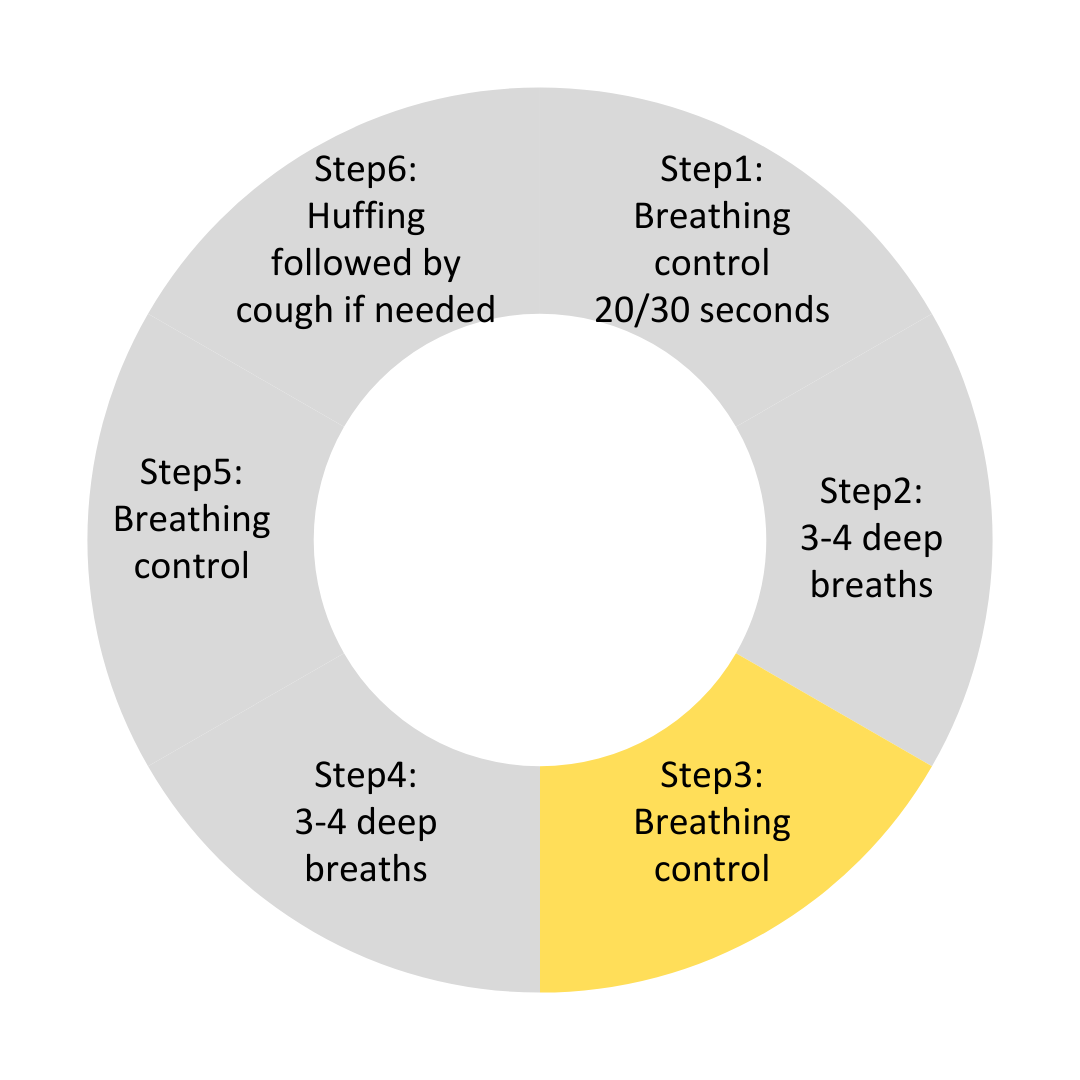 Step1:
Breathing
control
20/30 seconds
Step2:
3-4 deep
breaths
Step3:
Breathing
control
Step4:
3-4 deep
breaths
Step5:
Breathing
control
Step6:
Huffing
followed by
cough if needed